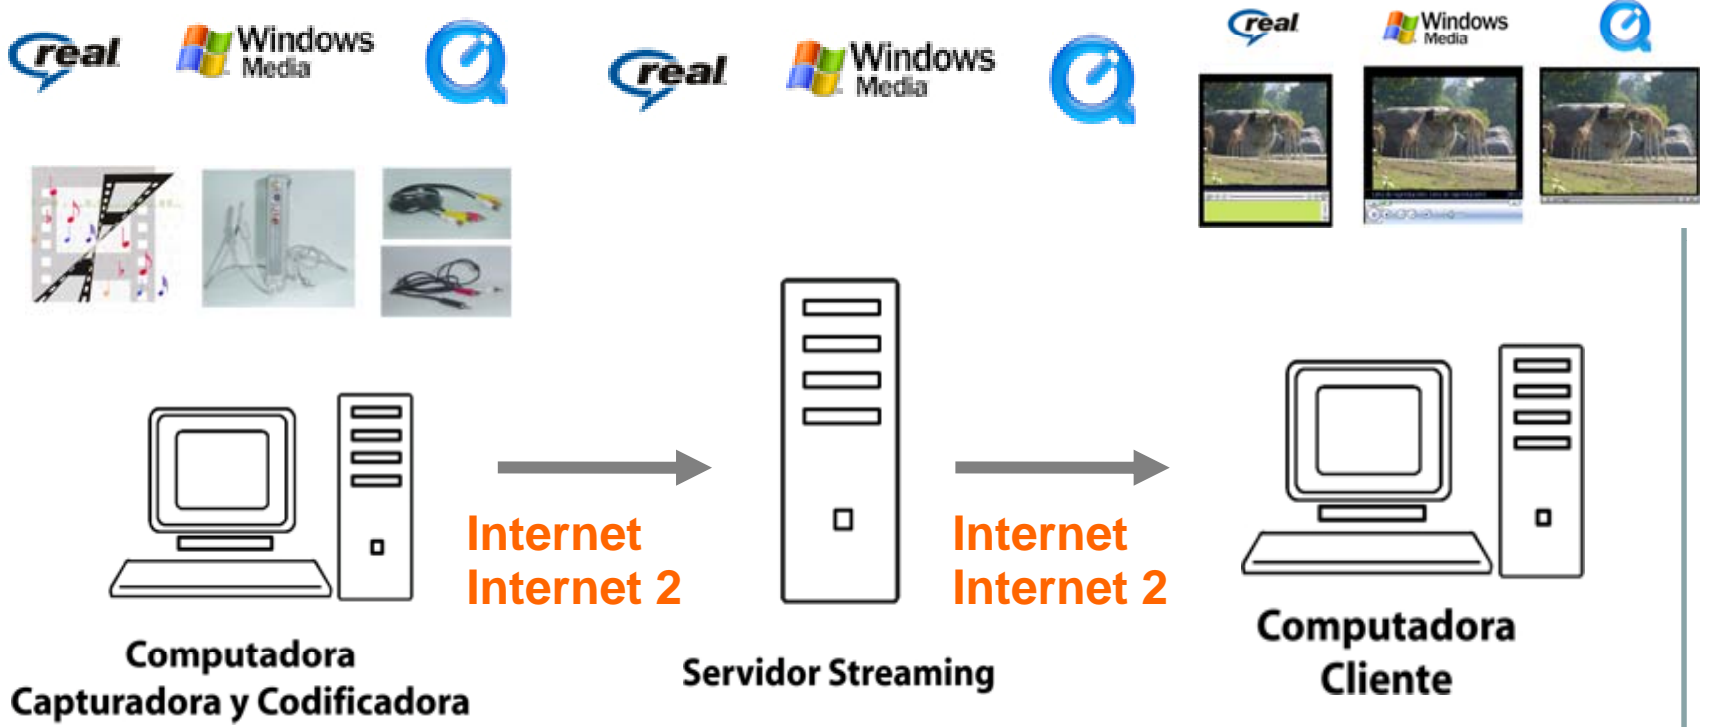 real
Windows
Media
real
Windows
Media
real
Windows
Media
Internet
Internet 2
Internet
Internet 2
Computadora
Capturadora y Codificadora
Servidor Streaming
Computadora
Cliente